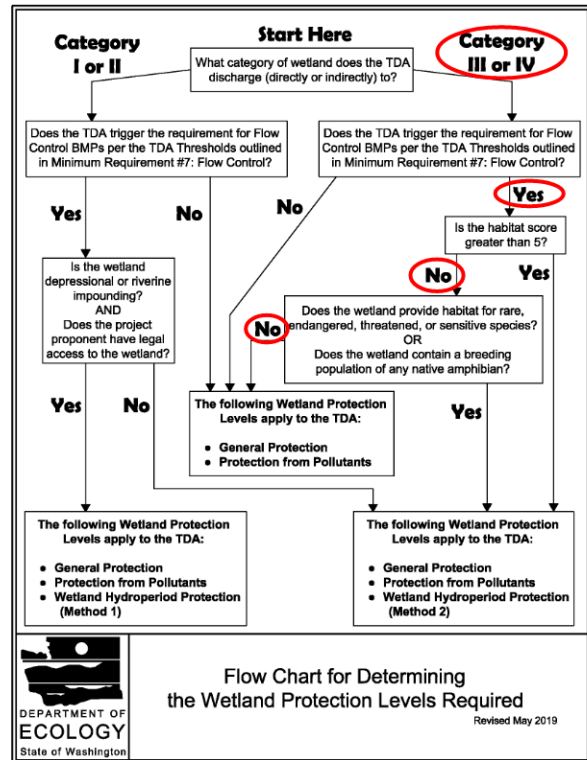 Start Here
Category
I or II
Category
III or IV
What category of wetland does the TDA
discharge (directly or indirectly) to?
Does the TDA trigger the requirement for Flow
Control BMPs per the TDA Thresholds outlined
in Minimum Requirement #7: Flow Control?
Does the TDA trigger the requirement for Flow
Control BMPs per the TDA Thresholds outlined
in Minimum Requirement #7: Flow Control?
Yes
No
No
Yes
Is the habitat score
greater than 5?
Is the wetland
depressional or riverine
impounding?
AND
Does the project
proponent have legal
access to the wetland?
No
No
Does the wetland provide habitat for rare,
endangered, threatened, or sensitive species?
OR
Does the wetland contain a breeding
population of any native amphibian?
Yes
No
Yes
The following Wetland Protection
Levels apply to the TDA:
● General Protection
● Protection from Pollutants
The following Wetland Protection
Levels apply to the TDA:
● General Protection
● Protection from Pollutants
● Wetland Hydroperiod Protection
(Method 1)
The following Wetland Protection
Levels apply to the TDA:
● General Protection
● Protection from Pollutants
● Wetland Hydroperiod Protection
(Method 2)
DEPARTMENT OF
ECOLOGY
State of Washington
Flow Chart for Determining
the Wetland Protection Levels Required
Revised May 2019